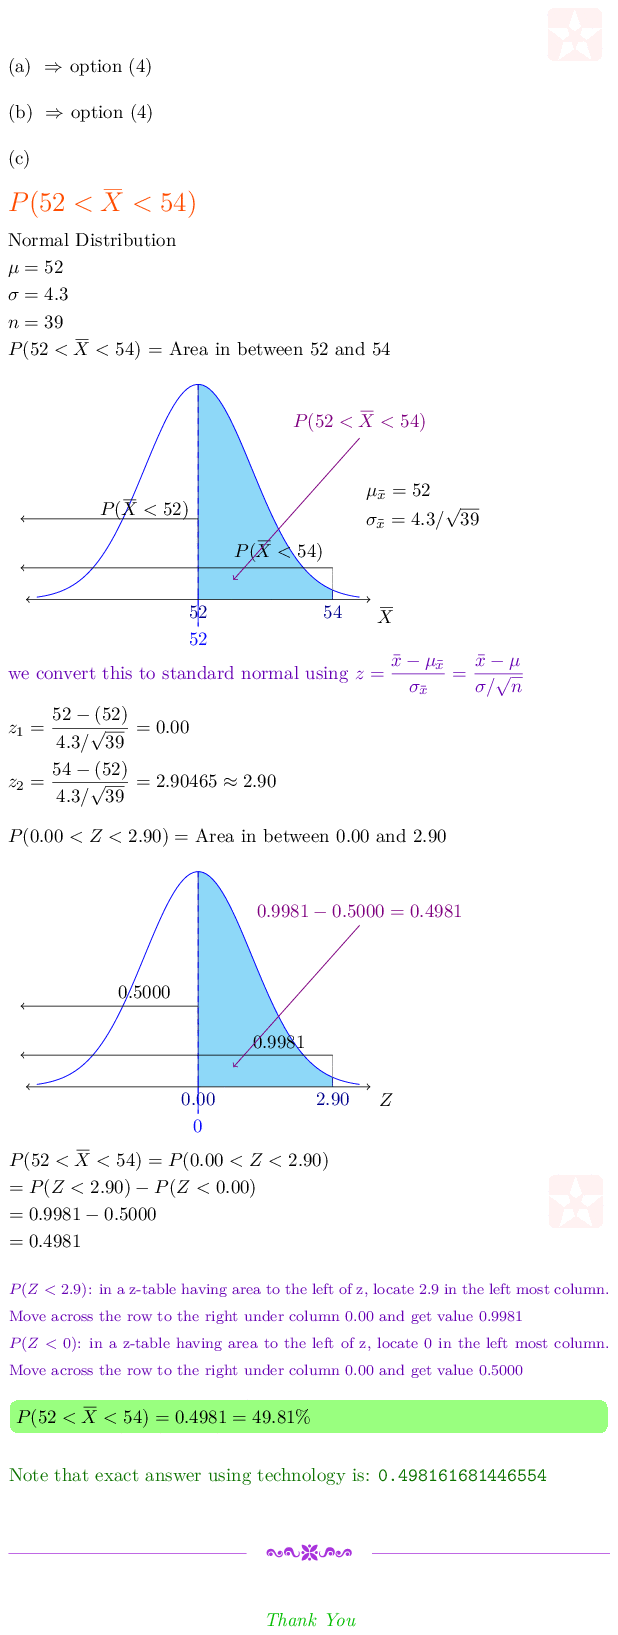 (a) ⇒ option (4)
(b) ⇒ option (4)
(c)
P(52 < X̅ < 54)
Normal Distribution
μ = 52
σ = 4.3
n = 39
P(52 < X̅ < 54) = Area in between 52 and 54
P(52 < X̅ < 54)
μ_x̄ = 52
P(X̅ < 52)
σ_x̄ = 4.3/√39
P(X̅ < 54)
52 54 X̅
52
we convert this to standard normal using z = (x̄ − μ_x̄)/σ_x̄ = (x̄ − μ)/(σ/√n)
z₁ = (52 − (52))/(4.3/√39) = 0.00
z₂ = (54 − (52))/(4.3/√39) = 2.90465 ≈ 2.90
P(0.00 < Z < 2.90) = Area in between 0.00 and 2.90
0.9981 − 0.5000 = 0.4981
0.5000
0.9981
0.00 2.90 Z
0
P(52 < X̅ < 54) = P(0.00 < Z < 2.90)
= P(Z < 2.90) − P(Z < 0.00)
= 0.9981 − 0.5000
= 0.4981
P(Z < 2.9): in a z-table having area to the left of z, locate 2.9 in the left most column.
Move across the row to the right under column 0.00 and get value 0.9981
P(Z < 0): in a z-table having area to the left of z, locate 0 in the left most column.
Move across the row to the right under column 0.00 and get value 0.5000
P(52 < X̅ < 54) = 0.4981 = 49.81%
Note that exact answer using technology is: 0.498161681446554
Thank You